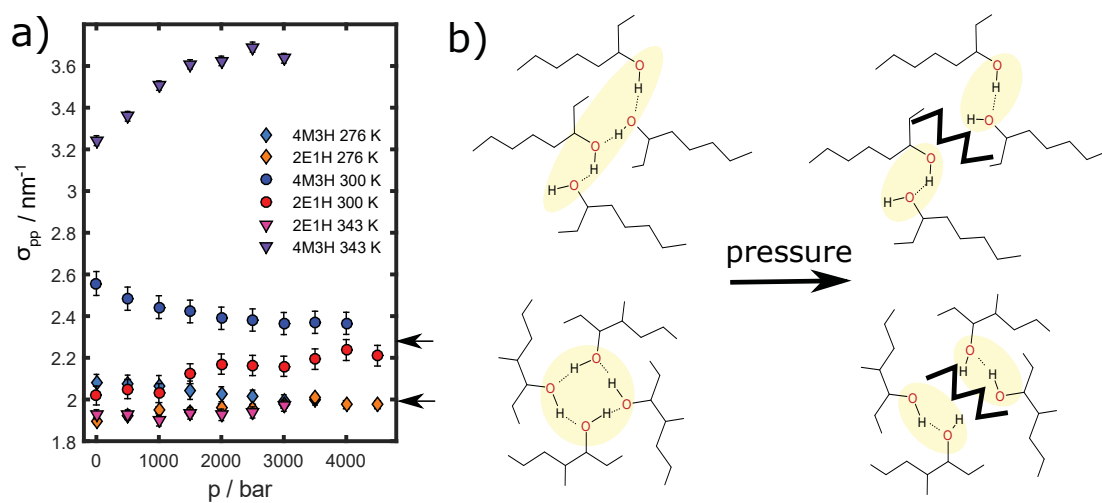 a)
σpp / nm-1
3.6
3.4
3.2
3
2.8
2.6
2.4
2.2
2
1.8
4M3H 276 K
2E1H 276 K
4M3H 300 K
2E1H 300 K
2E1H 343 K
4M3H 343 K
0 1000 2000 3000 4000
p / bar
b)
O
H
H O
O
H
H O
pressure
O
H
H O
O
H
H O
O
H
H
O
O
H
H
O
O
H
H
O
O
H
H
O